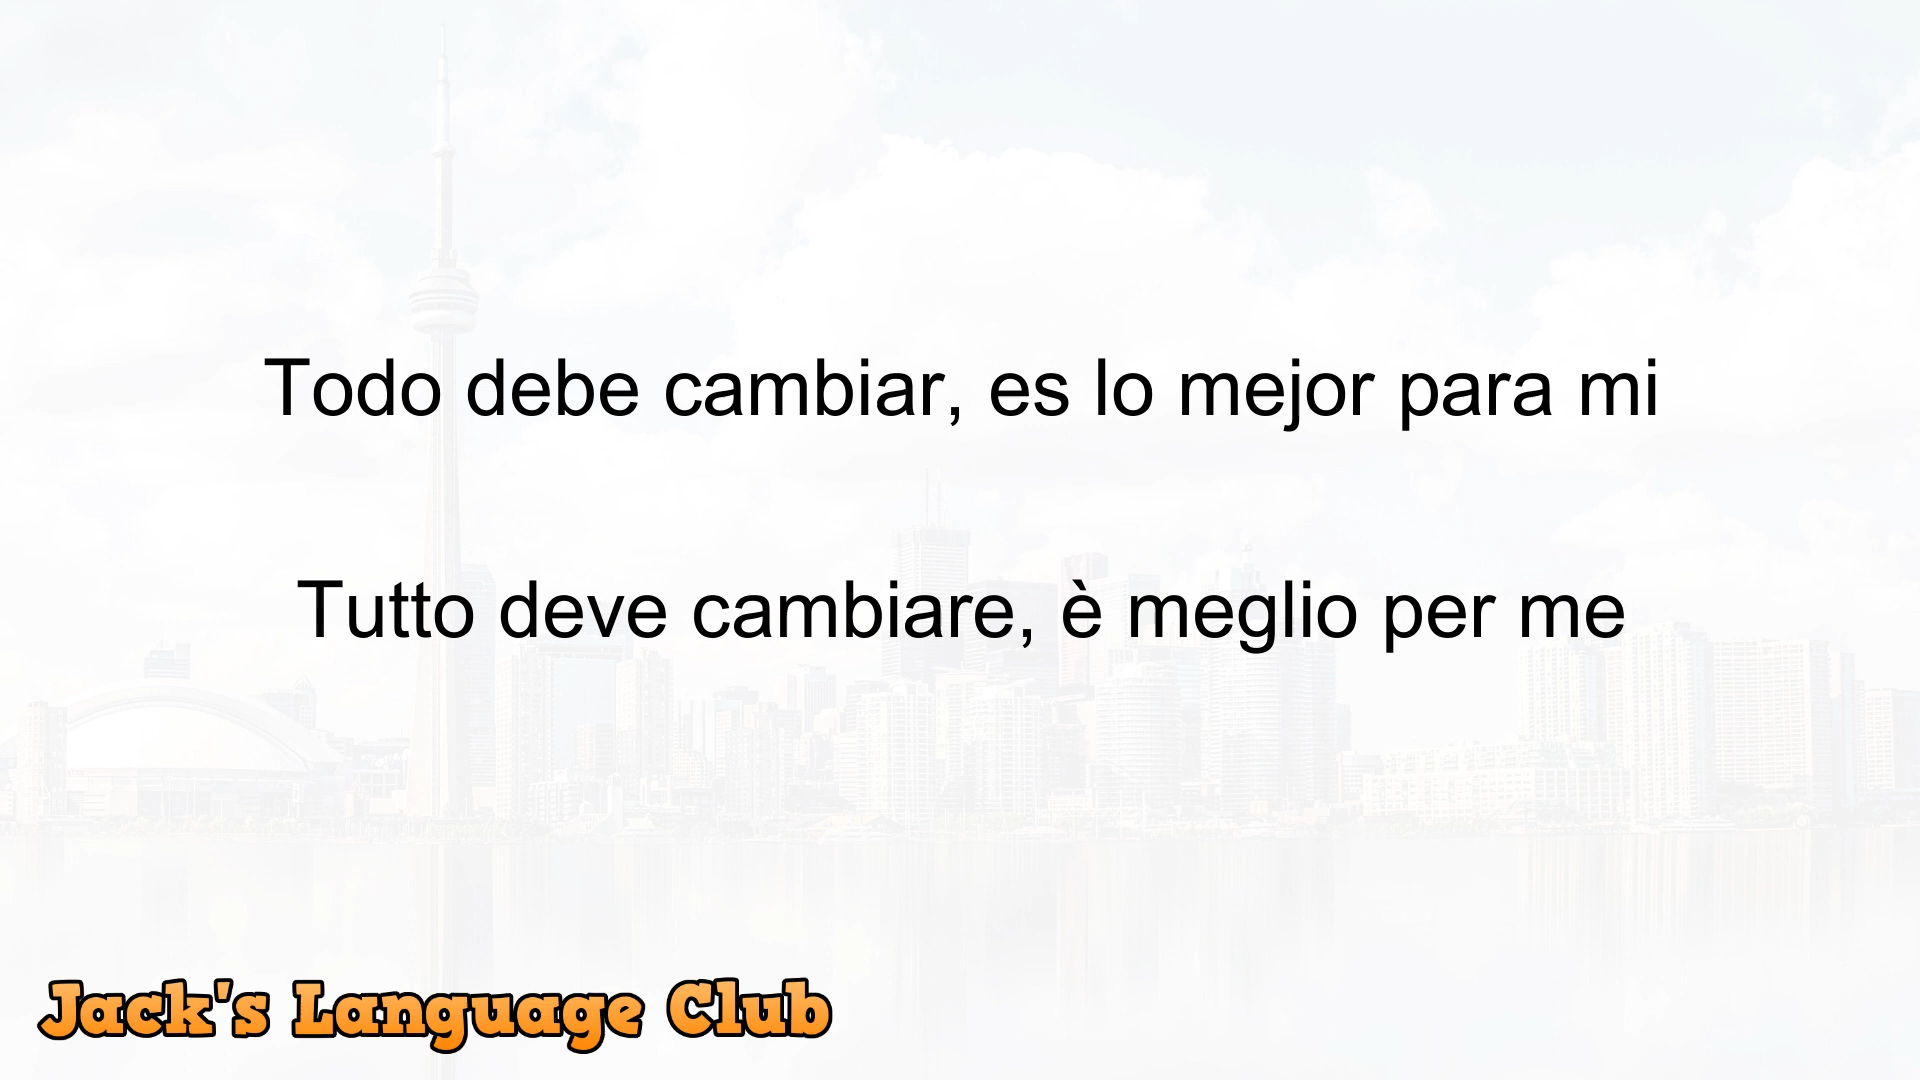 Todo debe cambiar, es lo mejor para mi
Tutto deve cambiare, è meglio per me
Jack's Language Club